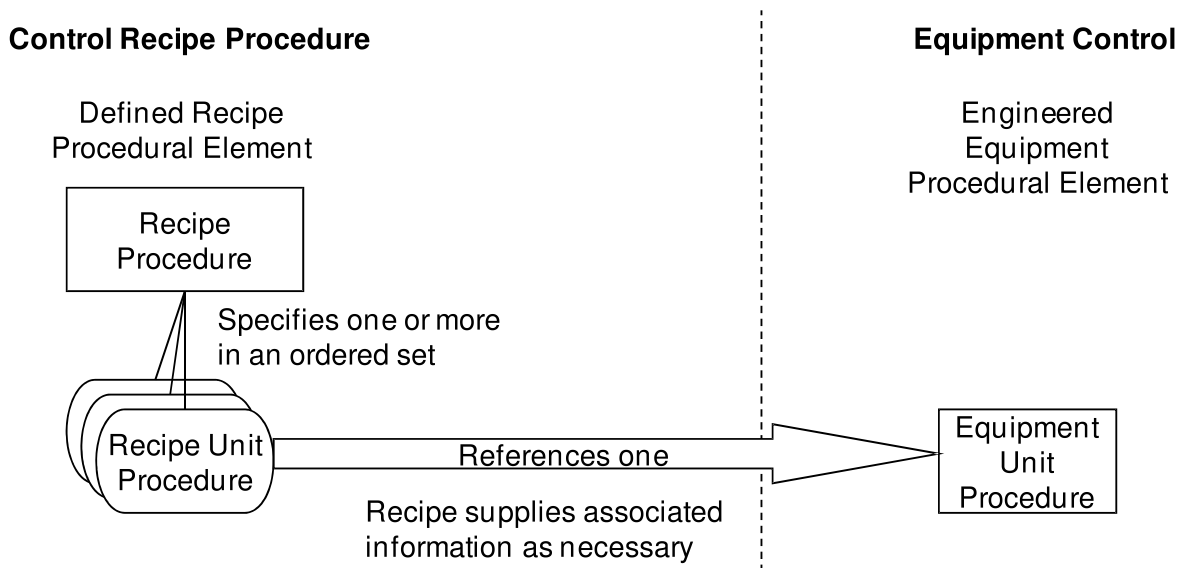 Control Recipe Procedure
Equipment Control
Defined Recipe
Procedural Element
Engineered
Equipment
Procedural Element
Recipe
Procedure
Specifies one or more
in an ordered set
Recipe Unit
Procedure
References one
Equipment
Unit
Procedure
Recipe supplies associated
information as necessary